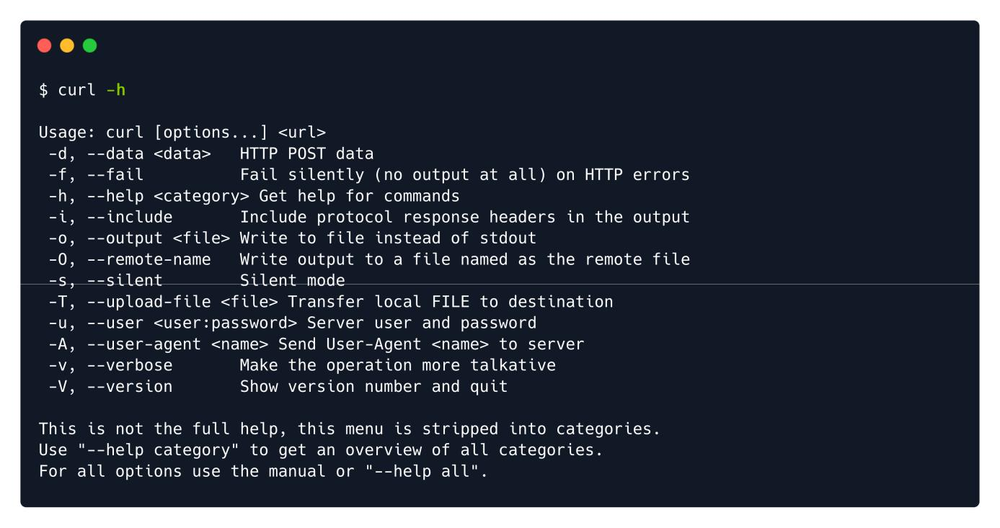 $ curl -h
Usage: curl [options...] <url>
-d, --data <data>   HTTP POST data
-f, --fail          Fail silently (no output at all) on HTTP errors
-h, --help <category> Get help for commands
-i, --include       Include protocol response headers in the output
-o, --output <file> Write to file instead of stdout
-O, --remote-name   Write output to a file named as the remote file
-s, --silent        Silent mode
-T, --upload-file <file> Transfer local FILE to destination
-u, --user <user:password> Server user and password
-A, --user-agent <name> Send User-Agent <name> to server
-v, --verbose       Make the operation more talkative
-V, --version       Show version number and quit
This is not the full help, this menu is stripped into categories.
Use "--help category" to get an overview of all categories.
For all options use the manual or "--help all".